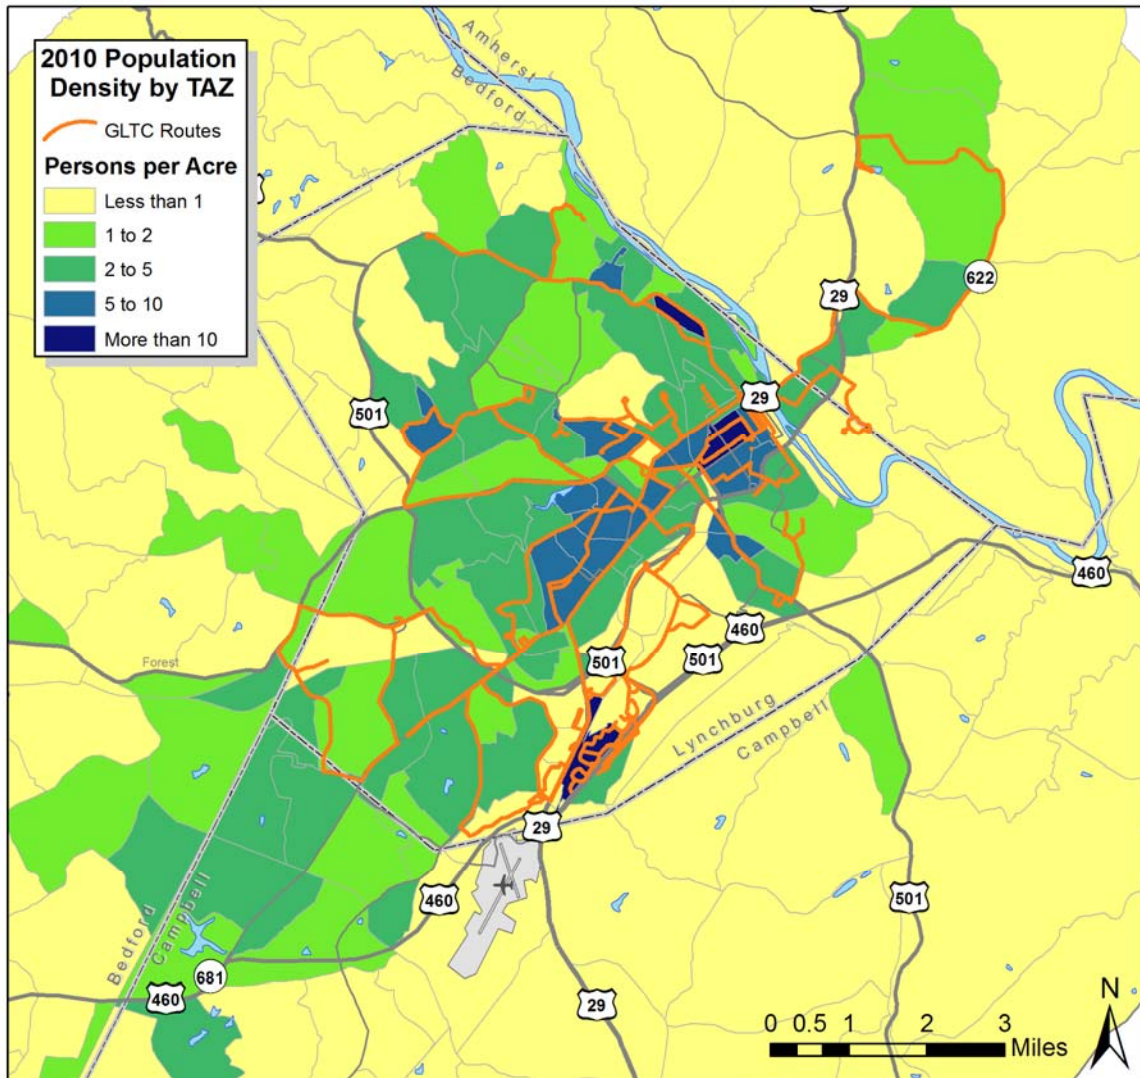 2010 Population
Density by TAZ
GLTC Routes
Persons per Acre
Less than 1
1 to 2
2 to 5
5 to 10
More than 10
Amherst
Bedford
622
29
501
29
460
460
501
501
Forest
Lynchburg
Campbell
29
460
501
Bedford
Campbell
681
460
29
N
0 0.5 1 2 3
Miles